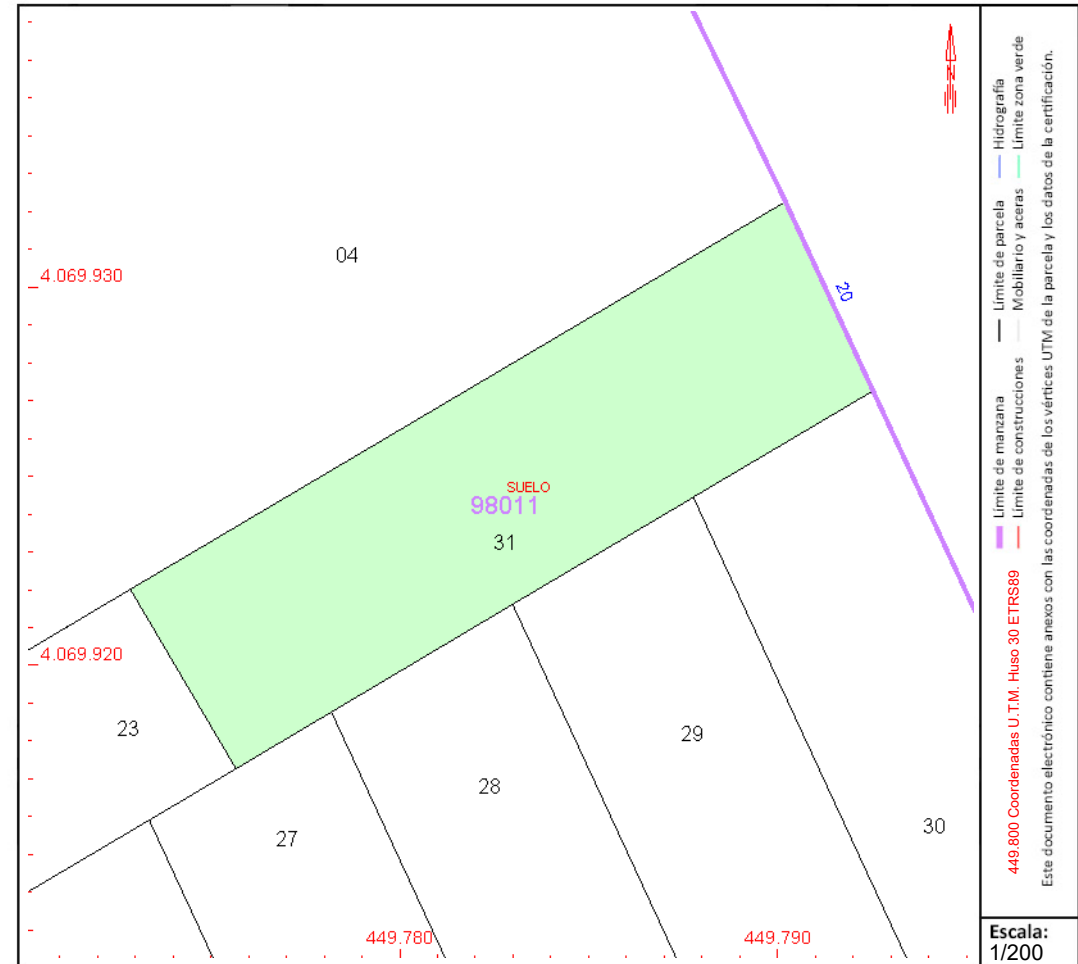 04
4.069.930
20
SUELO
98011
31
4.069.920
23
29
28
27
30
449.780
449.790
N
Hidrografía
Límite zona verde
Límite de parcela
Mobiliario y aceras
Límite de manzana
Límite de construcciones
449.800 Coordenadas U.T.M. Huso 30 ETRS89
Este documento electrónico contiene anexos con las coordenadas de los vértices UTM de la parcela y los datos de la certificación.
Escala:
1/200